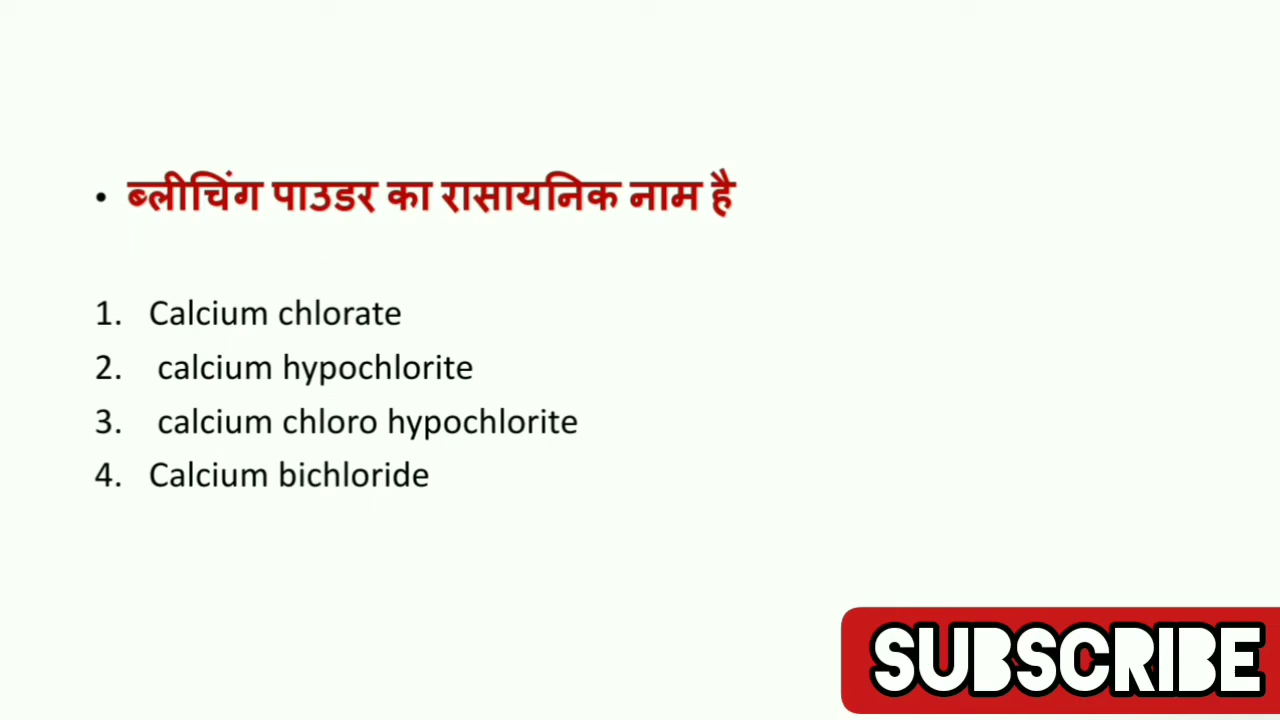 • ब्लीचिंग पाउडर का रासायनिक नाम है
1. Calcium chlorate
2. calcium hypochlorite
3. calcium chloro hypochlorite
4. Calcium bichloride
SUBSCRIBE